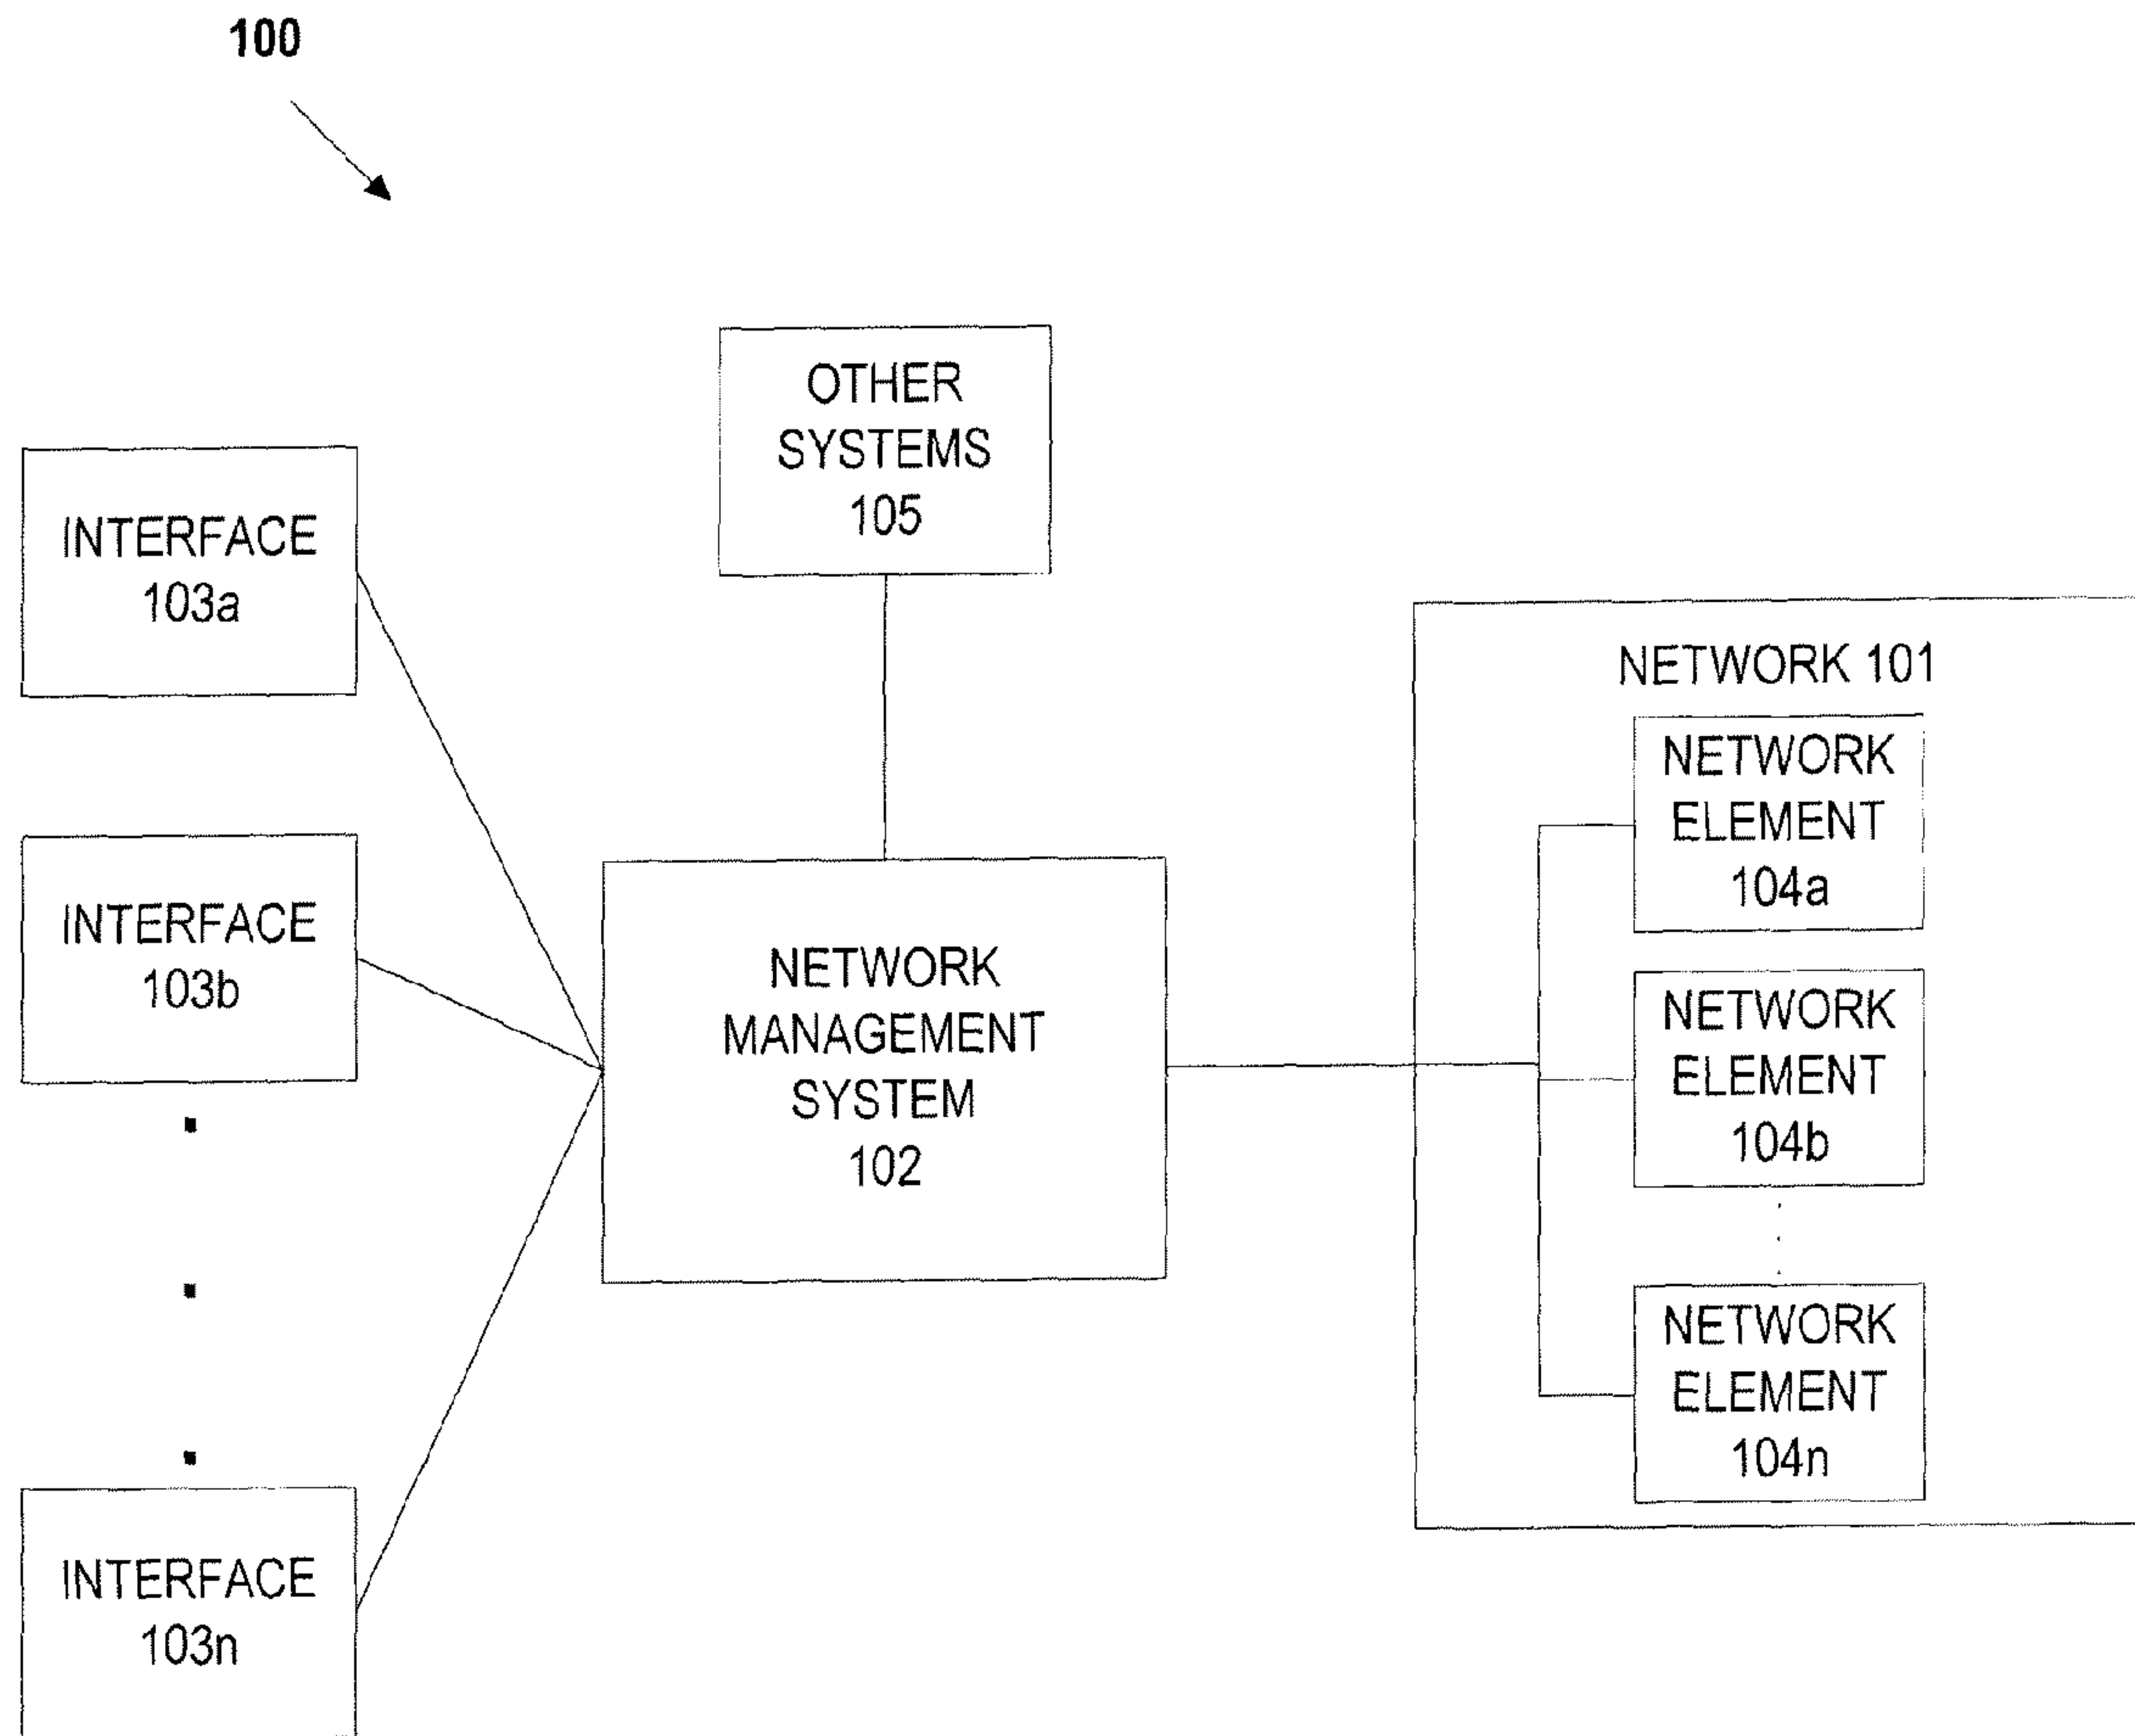 100
OTHER
SYSTEMS
105
INTERFACE
103a
INTERFACE
103b
INTERFACE
103n
NETWORK
MANAGEMENT
SYSTEM
102
NETWORK 101
NETWORK
ELEMENT
104a
NETWORK
ELEMENT
104b
NETWORK
ELEMENT
104n